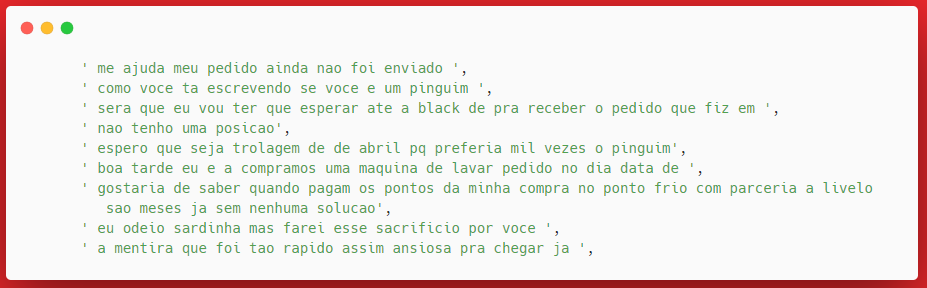 ' me ajuda meu pedido ainda nao foi enviado ',
' como voce ta escrevendo se voce e um pinguim ',
' sera que eu vou ter que esperar ate a black de pra receber o pedido que fiz em ',
' nao tenho uma posicao',
' espero que seja trolagem de de abril pq preferia mil vezes o pinguim',
' boa tarde eu e a compramos uma maquina de lavar pedido no dia data de ',
' gostaria de saber quando pagam os pontos da minha compra no ponto frio com parceria a livelo
sao meses ja sem nenhuma solucao',
' eu odeio sardinha mas farei esse sacrificio por voce ',
' a mentira que foi tao rapido assim ansiosa pra chegar ja ',